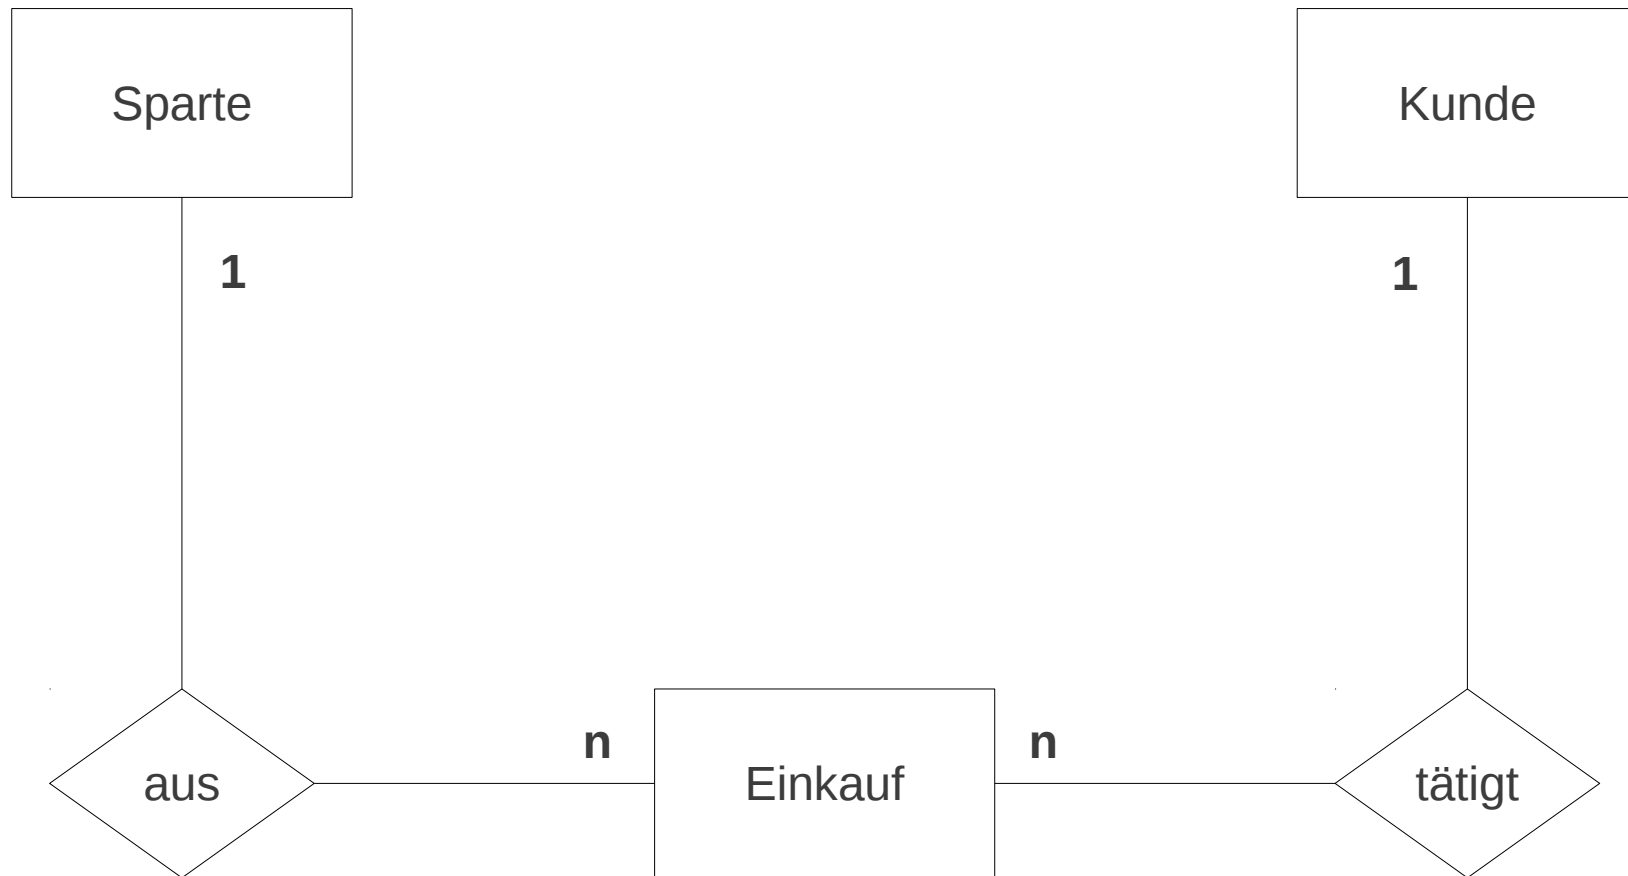 Sparte
Kunde
1
1
n
n
aus
Einkauf
tätigt